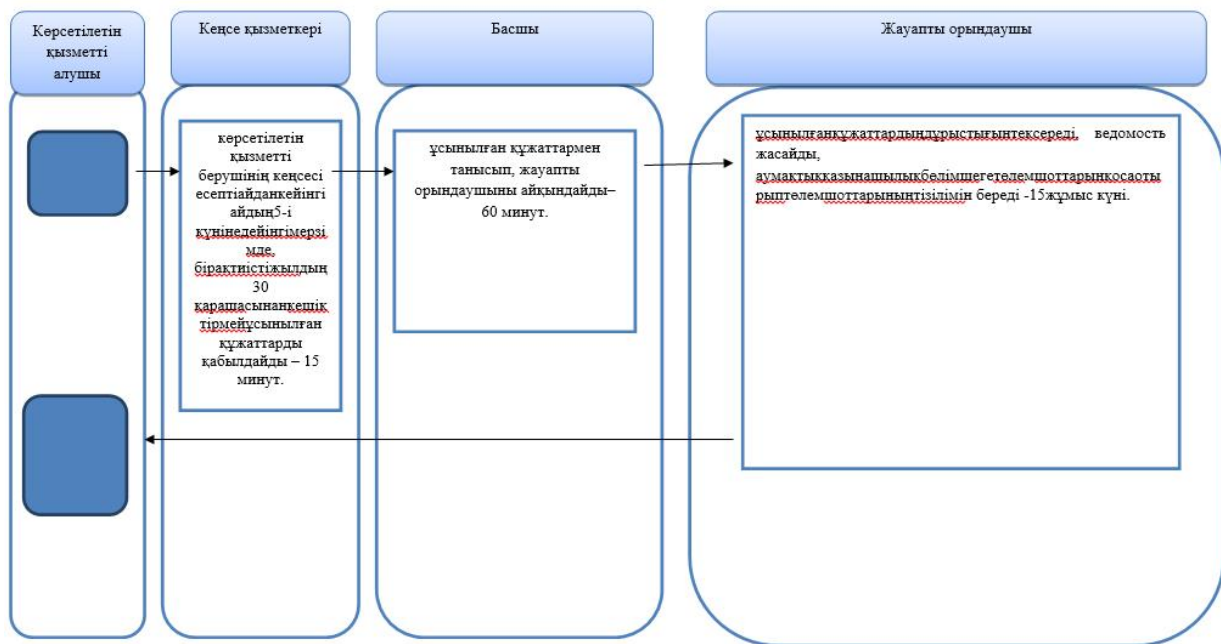 Көрсетілетін
қызметті
алушы
Кеңсе қызметкері
Басшы
Жауапты орындаушы
көрсетілетін
қызметті
берушінің кеңсесі
есептіайданкейінгі
айдың5-і
күнінедейінгімерзі
мде,
бірақтиістіжылдың
30
қарашасынанкешік
тірмейұсынылған
құжаттарды
қабылдайды – 15
минут.
ұсынылған құжаттармен
танысып, жауапты
орындаушыны айқындайды–
60 минут.
ұсынылғанқұжаттардыңдұрыстығынтексереді, ведомость
жасайды,
аумақтыққазынашылықбөлімшегетөлемшоттарынқосаоты
рыптөлемшоттарыныңтізілімін береді -15жұмыс күні.